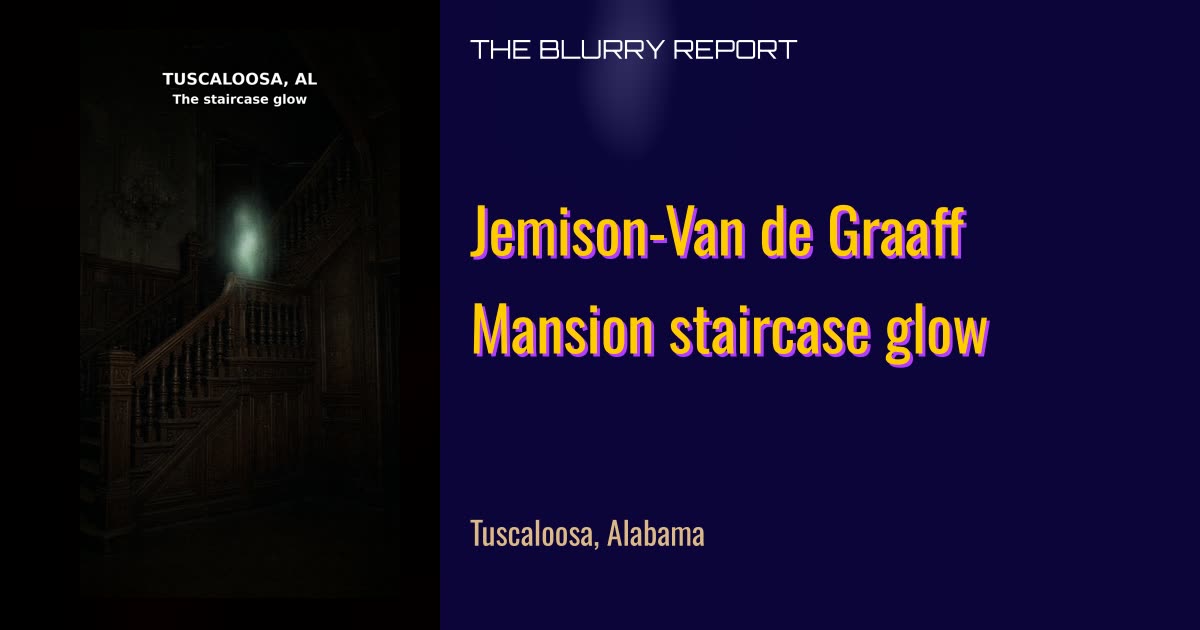 TUSCALOOSA, AL
The staircase glow
THE BLURRY REPORT
Jemison-Van de Graaff
Mansion staircase glow
Tuscaloosa, Alabama